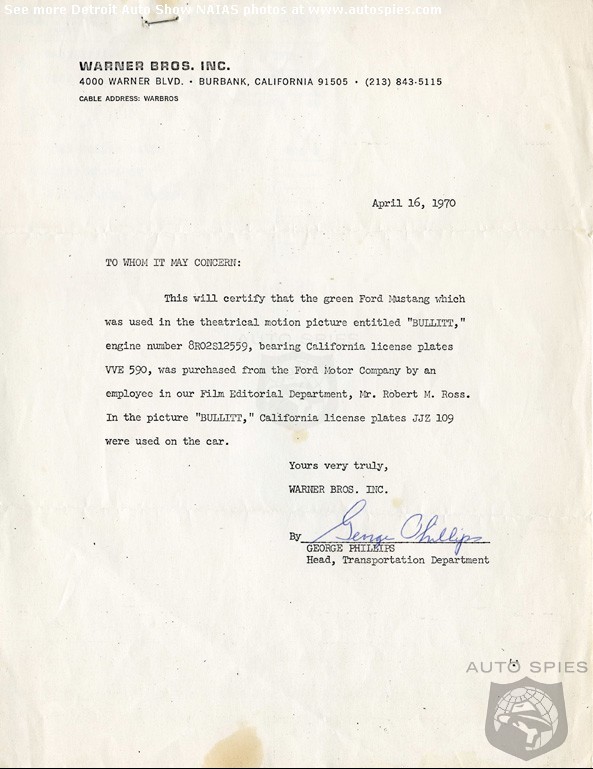 See more Detroit Auto Show NAIAS photos at www.autospies.com
WARNER BROS. INC.
4000 WARNER BLVD. • BURBANK, CALIFORNIA 91505 • (213) 843-5115
CABLE ADDRESS: WARBROS
April 16, 1970
TO WHOM IT MAY CONCERN:
This will certify that the green Ford Mustang which
was used in the theatrical motion picture entitled "BULLITT,"
engine number 8R02S12559, bearing California license plates
VVE 590, was purchased from the Ford Motor Company by an
employee in our Film Editorial Department, Mr. Robert M. Ross.
In the picture "BULLITT," California license plates JJZ 109
were used on the car.
Yours very truly,
WARNER BROS. INC.
By George Phillips
GEORGE PHILLIPS
Head, Transportation Department
AUTO SPIES